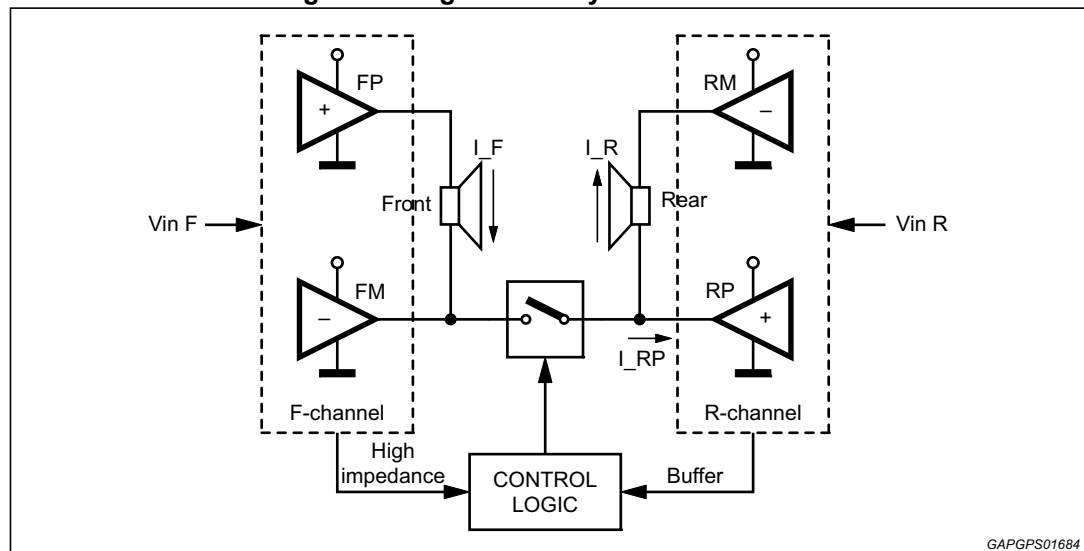 FP
RM
+
−
I_F
I_R
Front
Rear
Vin F
Vin R
FM
RP
−
+
I_RP
F-channel
R-channel
High
impedance
CONTROL
LOGIC
Buffer
GAPGPS01684